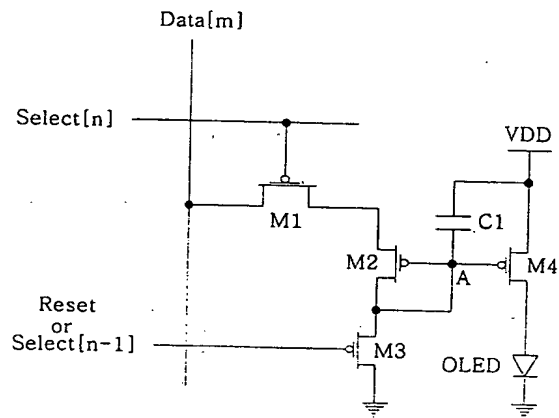 Data[m]
Select[n]
VDD
M1
C1
M2
A
M4
Reset
or
Select[n-1]
M3
OLED